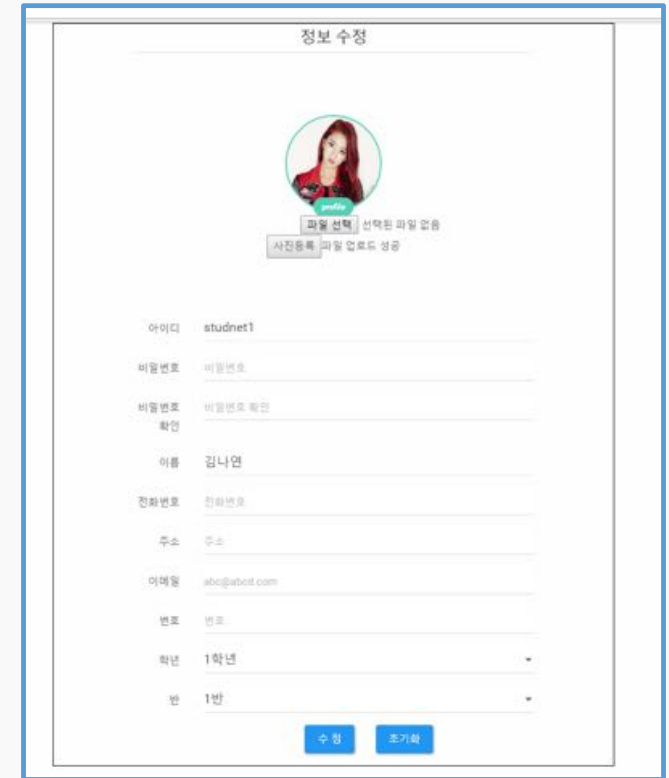 정보 수정
profile
파일 선택 선택된 파일 없음
사진등록 파일 업로드 성공
아이디 studnet1
비밀번호 비밀번호
비밀번호 확인 비밀번호 확인
이름 김나연
전화번호 전화번호
주소 주소
이메일 abc@abcd.com
번호 번호
학년 1학년
반 1반
수 정 초기화